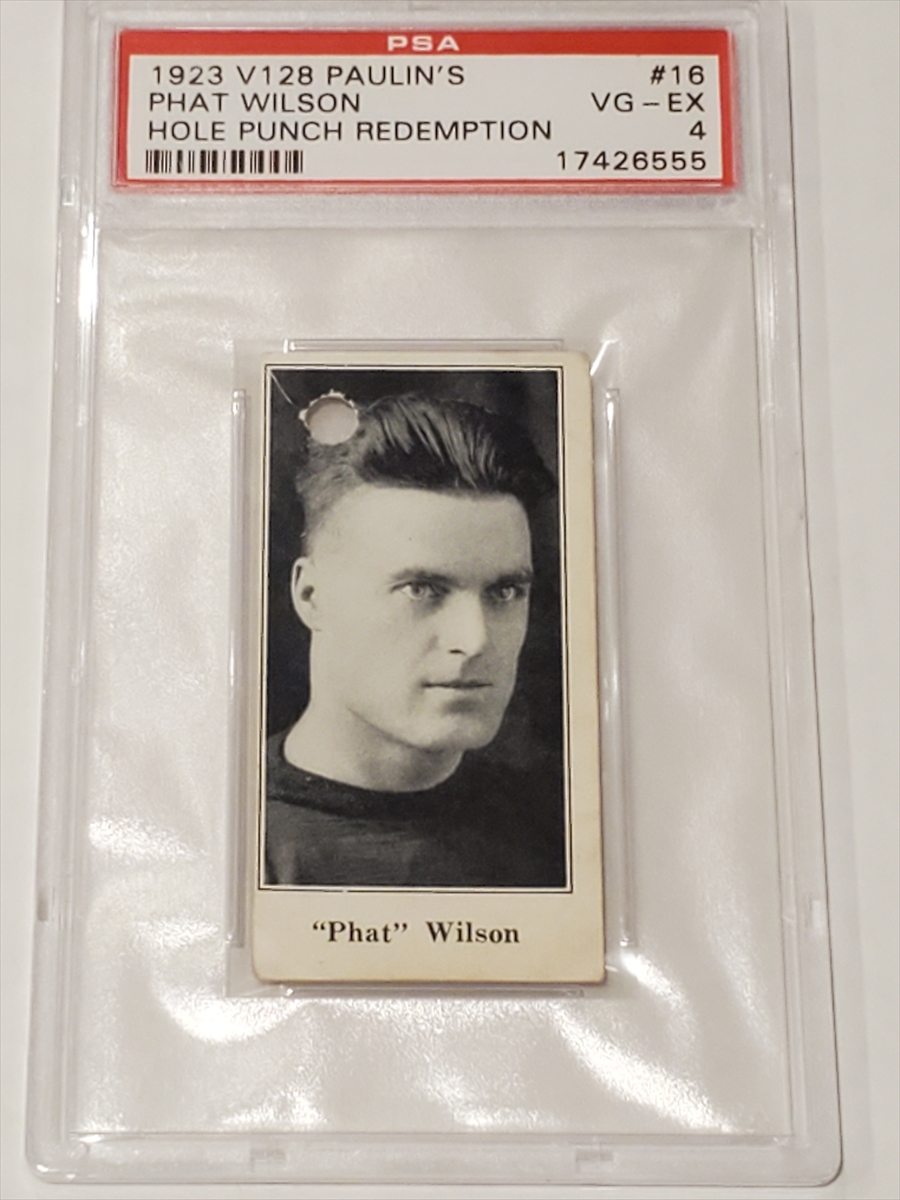 PSA
1923 V128 PAULIN'S #16
PHAT WILSON VG – EX
HOLE PUNCH REDEMPTION 4
17426555
“Phat” Wilson